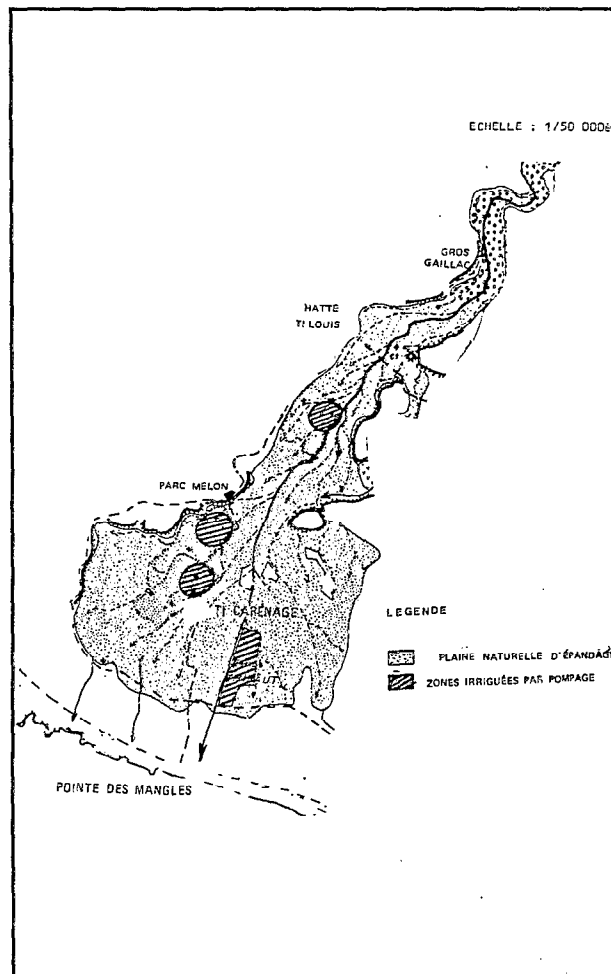 ECHELLE : 1/50 000è
GROS
GAILLAC
HATTE
TI LOUIS
PARC MELON
TI CARENAGE
LEGENDE
PLAINE NATURELLE D'ÉPANDAG
ZONES IRRIGUÉES PAR POMPAGE
POINTE DES MANGLES